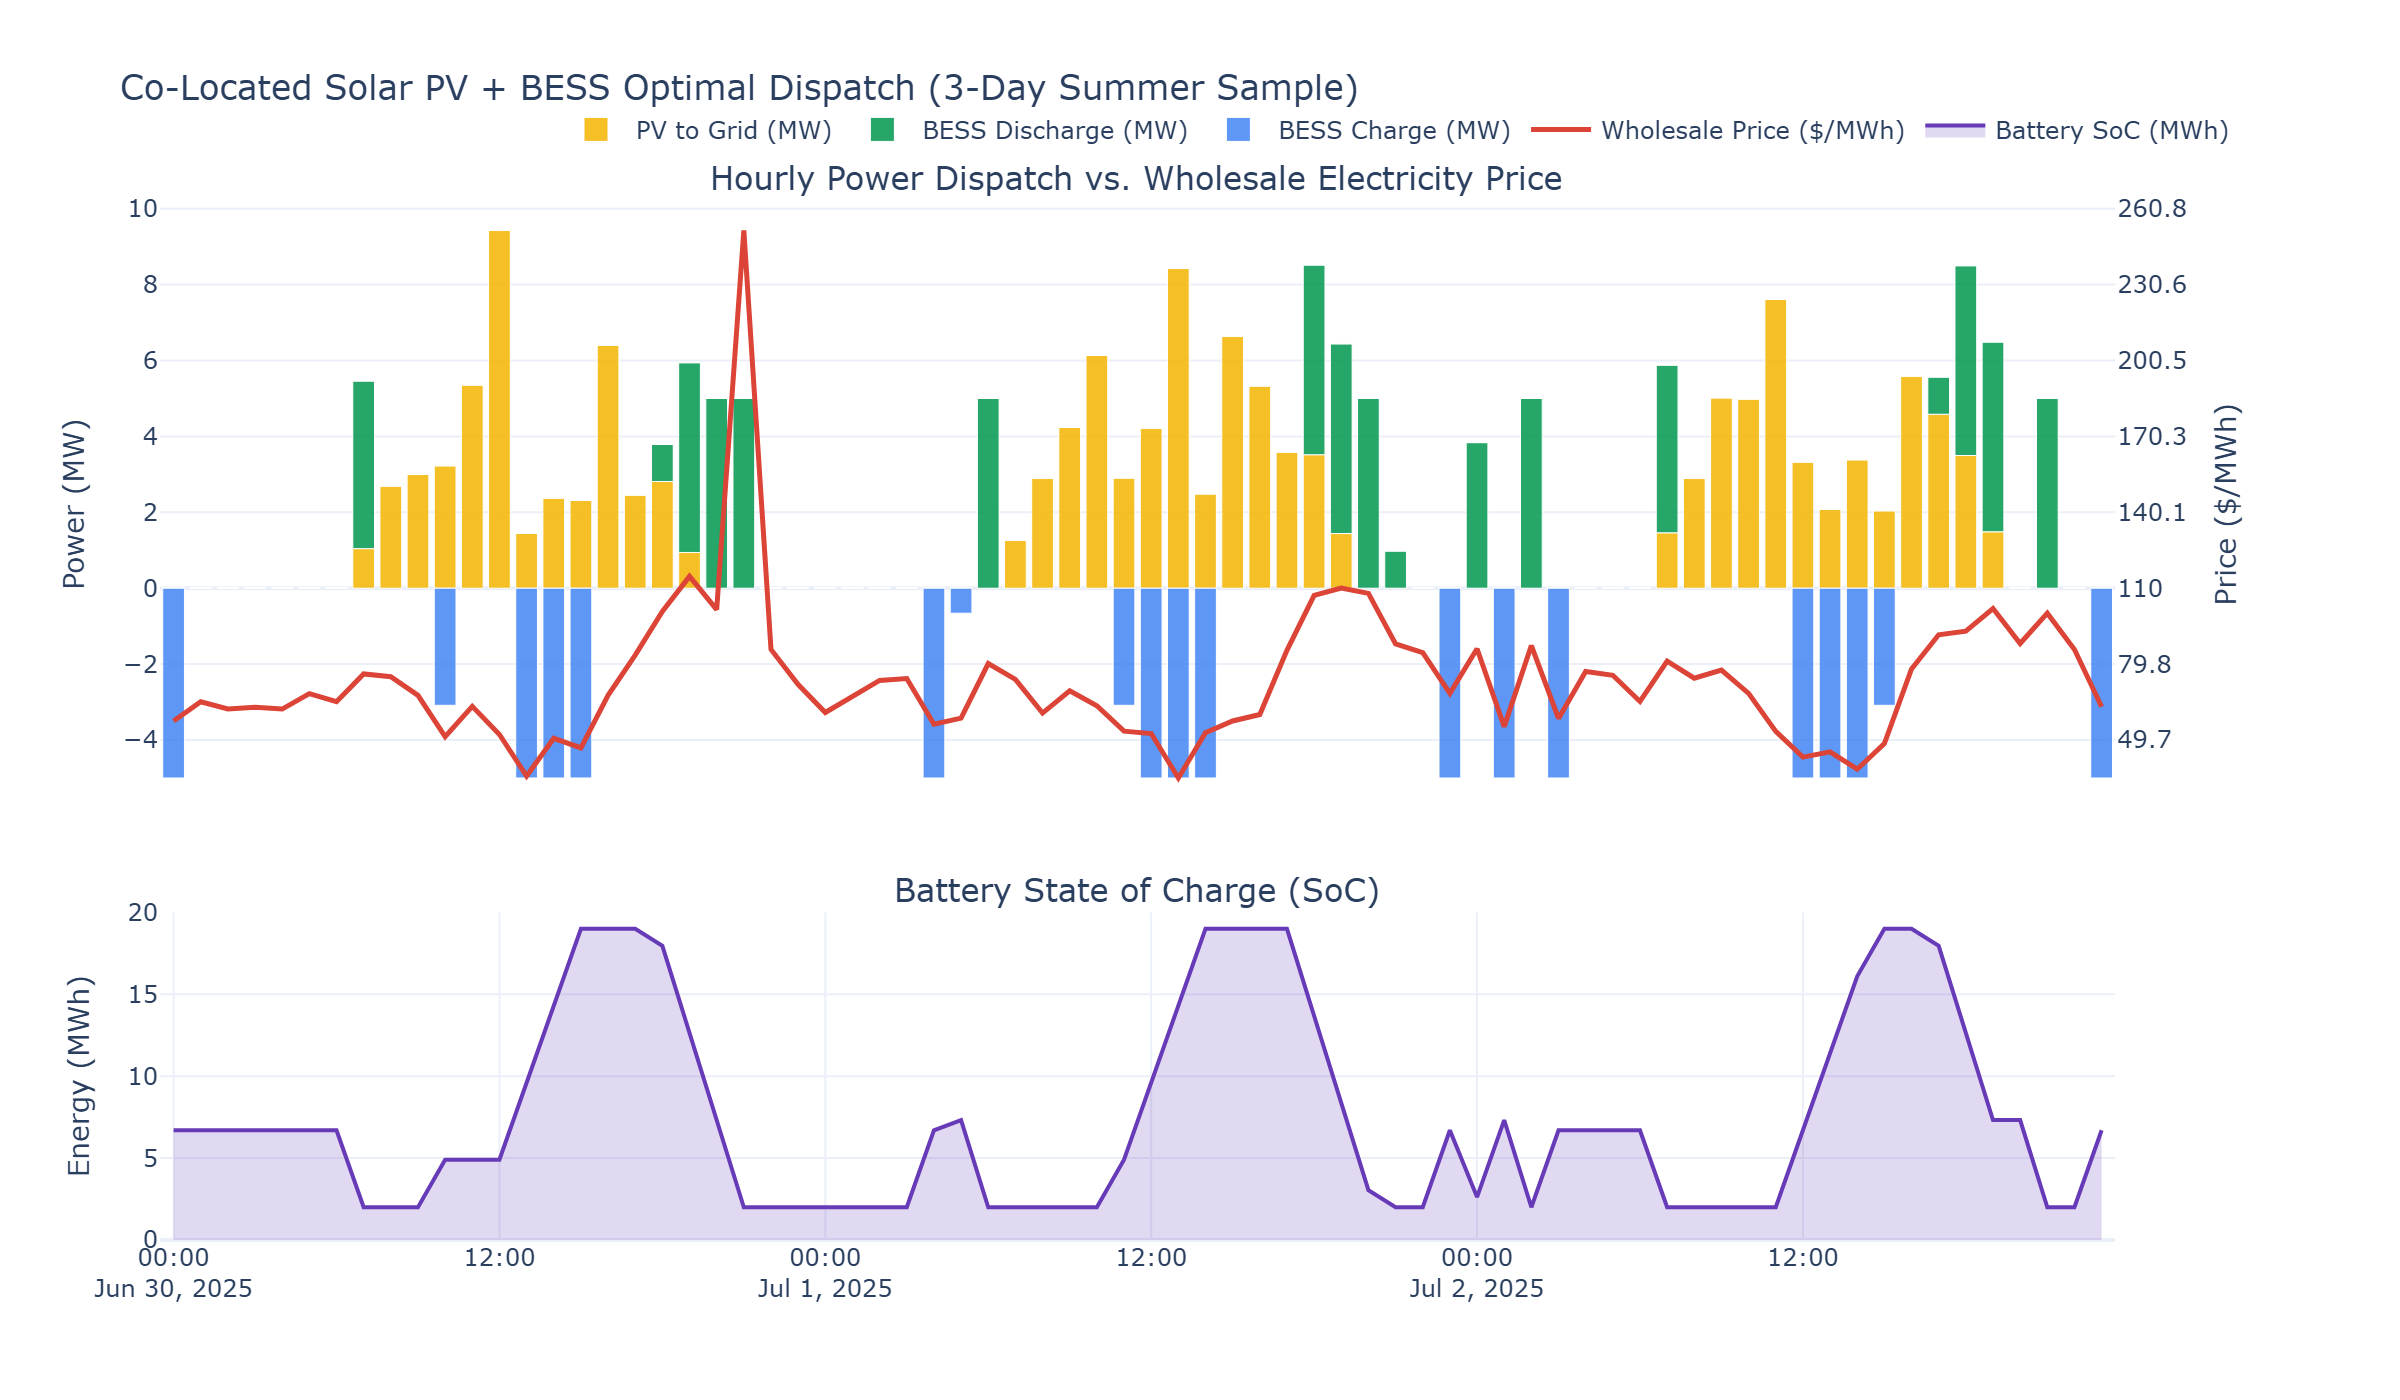 Co-Located Solar PV + BESS Optimal Dispatch (3-Day Summer Sample)
PV to Grid (MW) BESS Discharge (MW) BESS Charge (MW) Wholesale Price ($/MWh) Battery SoC (MWh)
Hourly Power Dispatch vs. Wholesale Electricity Price
Power (MW)
10
8
6
4
2
0
−2
−4
260.8
230.6
200.5
170.3
140.1
110
79.8
49.7
Price ($/MWh)
Battery State of Charge (SoC)
Energy (MWh)
20
15
10
5
0
00:00 12:00 00:00 12:00 00:00 12:00
Jun 30, 2025 Jul 1, 2025 Jul 2, 2025